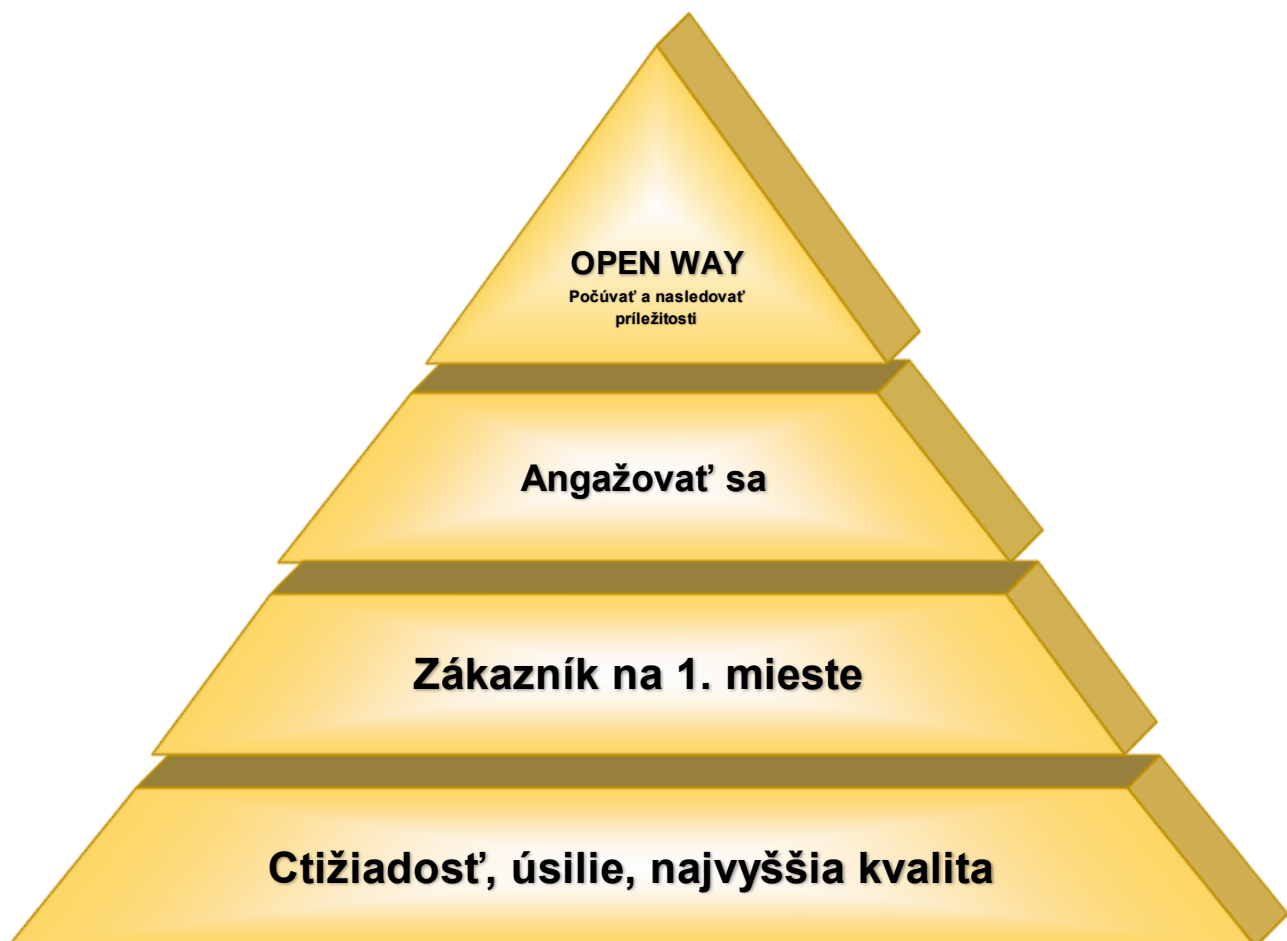 OPEN WAY
Počúvať a nasledovať
príležitosti
Angažovať sa
Zákazník na 1. mieste
Ctižiadosť, úsilie, najvyššia kvalita